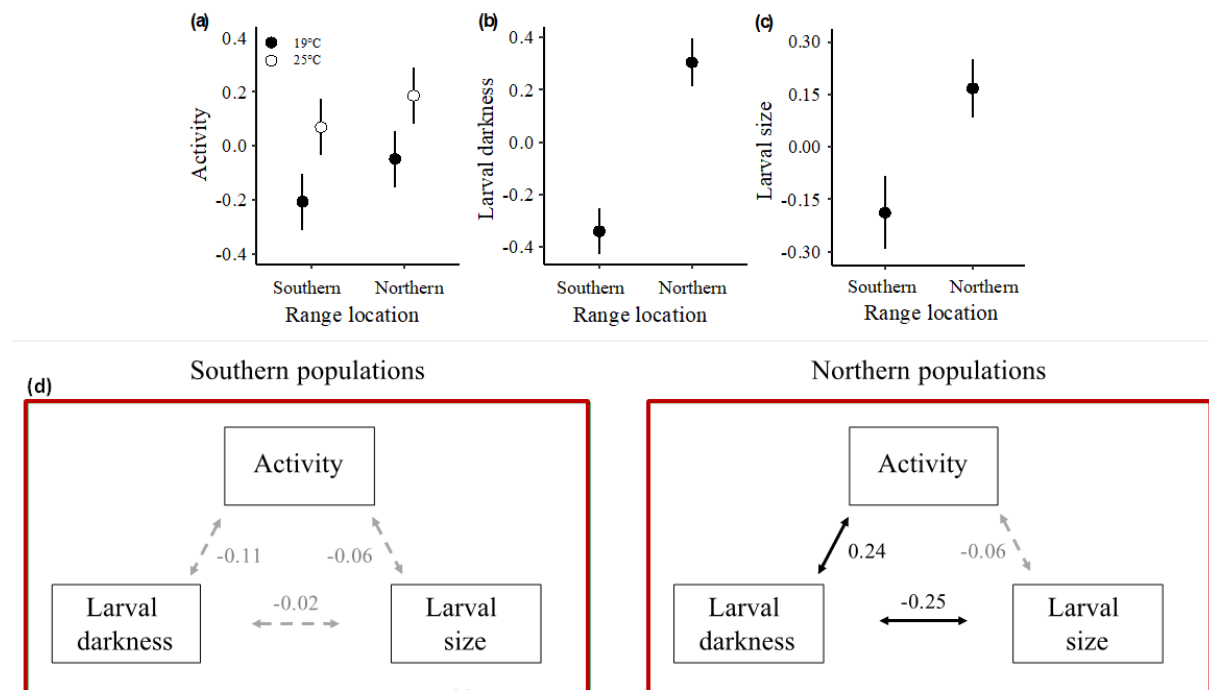 (a)
0.4
0.2
0.0
-0.2
-0.4
Activity
19°C
25°C
Southern Northern
Range location
(b)
0.4
0.2
0.0
-0.2
-0.4
Larval darkness
Southern Northern
Range location
(c)
0.30
0.15
0.00
-0.15
-0.30
Larval size
Southern Northern
Range location
(d)
Southern populations
Activity
-0.11
-0.06
-0.02
Larval
darkness
Larval
size
Northern populations
Activity
0.24
-0.06
-0.25
Larval
darkness
Larval
size